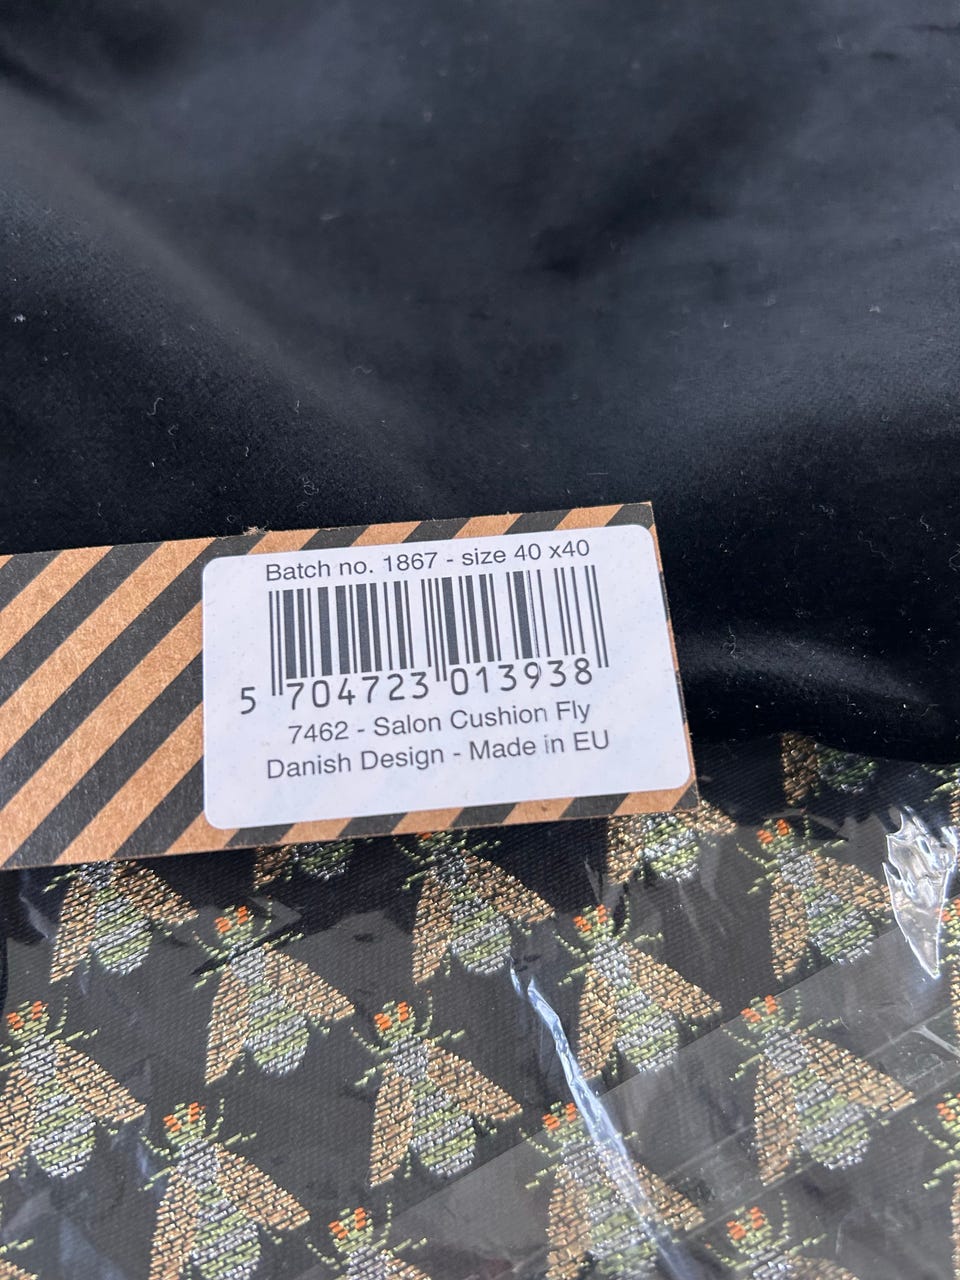 Batch no. 1867 - size 40 x40
5 704723 013938
7462 - Salon Cushion Fly
Danish Design - Made in EU